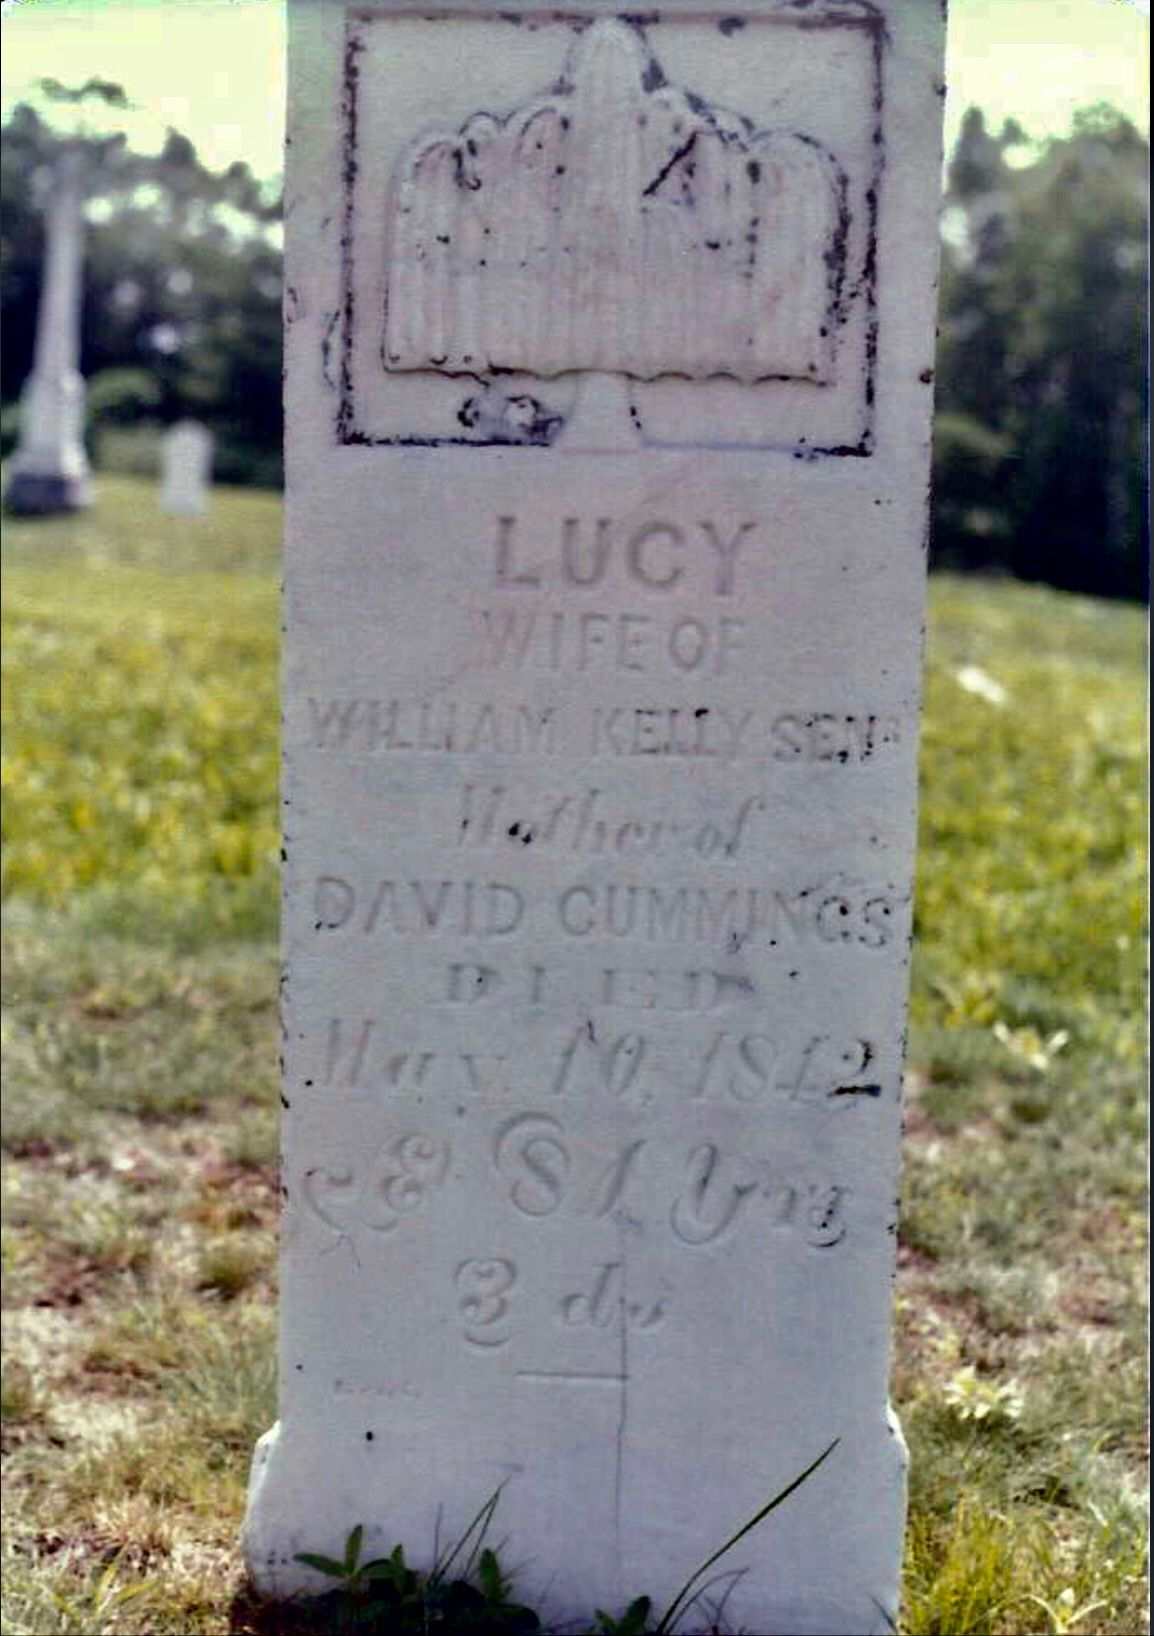 LUCY
WIFE OF
WILLIAM KELLY SENR
Mother of
DAVID CUMMINGS
DIED
May 10, 1842
Æ 81 Yrs
3 ds